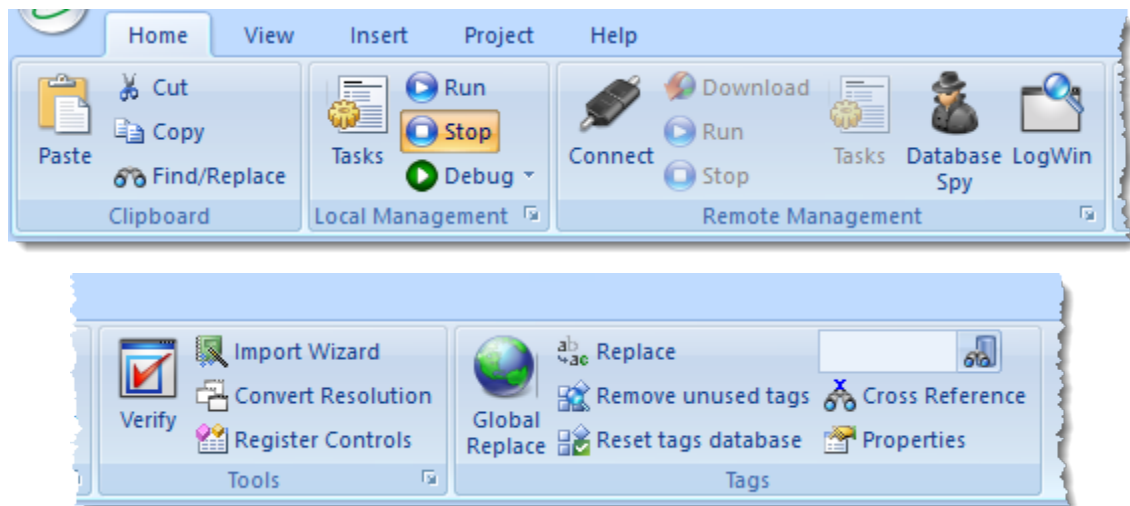 Home View Insert Project Help
Paste
Cut
Copy
Find/Replace
Clipboard
Tasks
Run
Stop
Debug
Local Management
Connect
Download
Run
Stop
Tasks
Database
Spy
LogWin
Remote Management
Verify
Import Wizard
Convert Resolution
Register Controls
Tools
Global
Replace
Replace
Remove unused tags
Reset tags database
Cross Reference
Properties
Tags